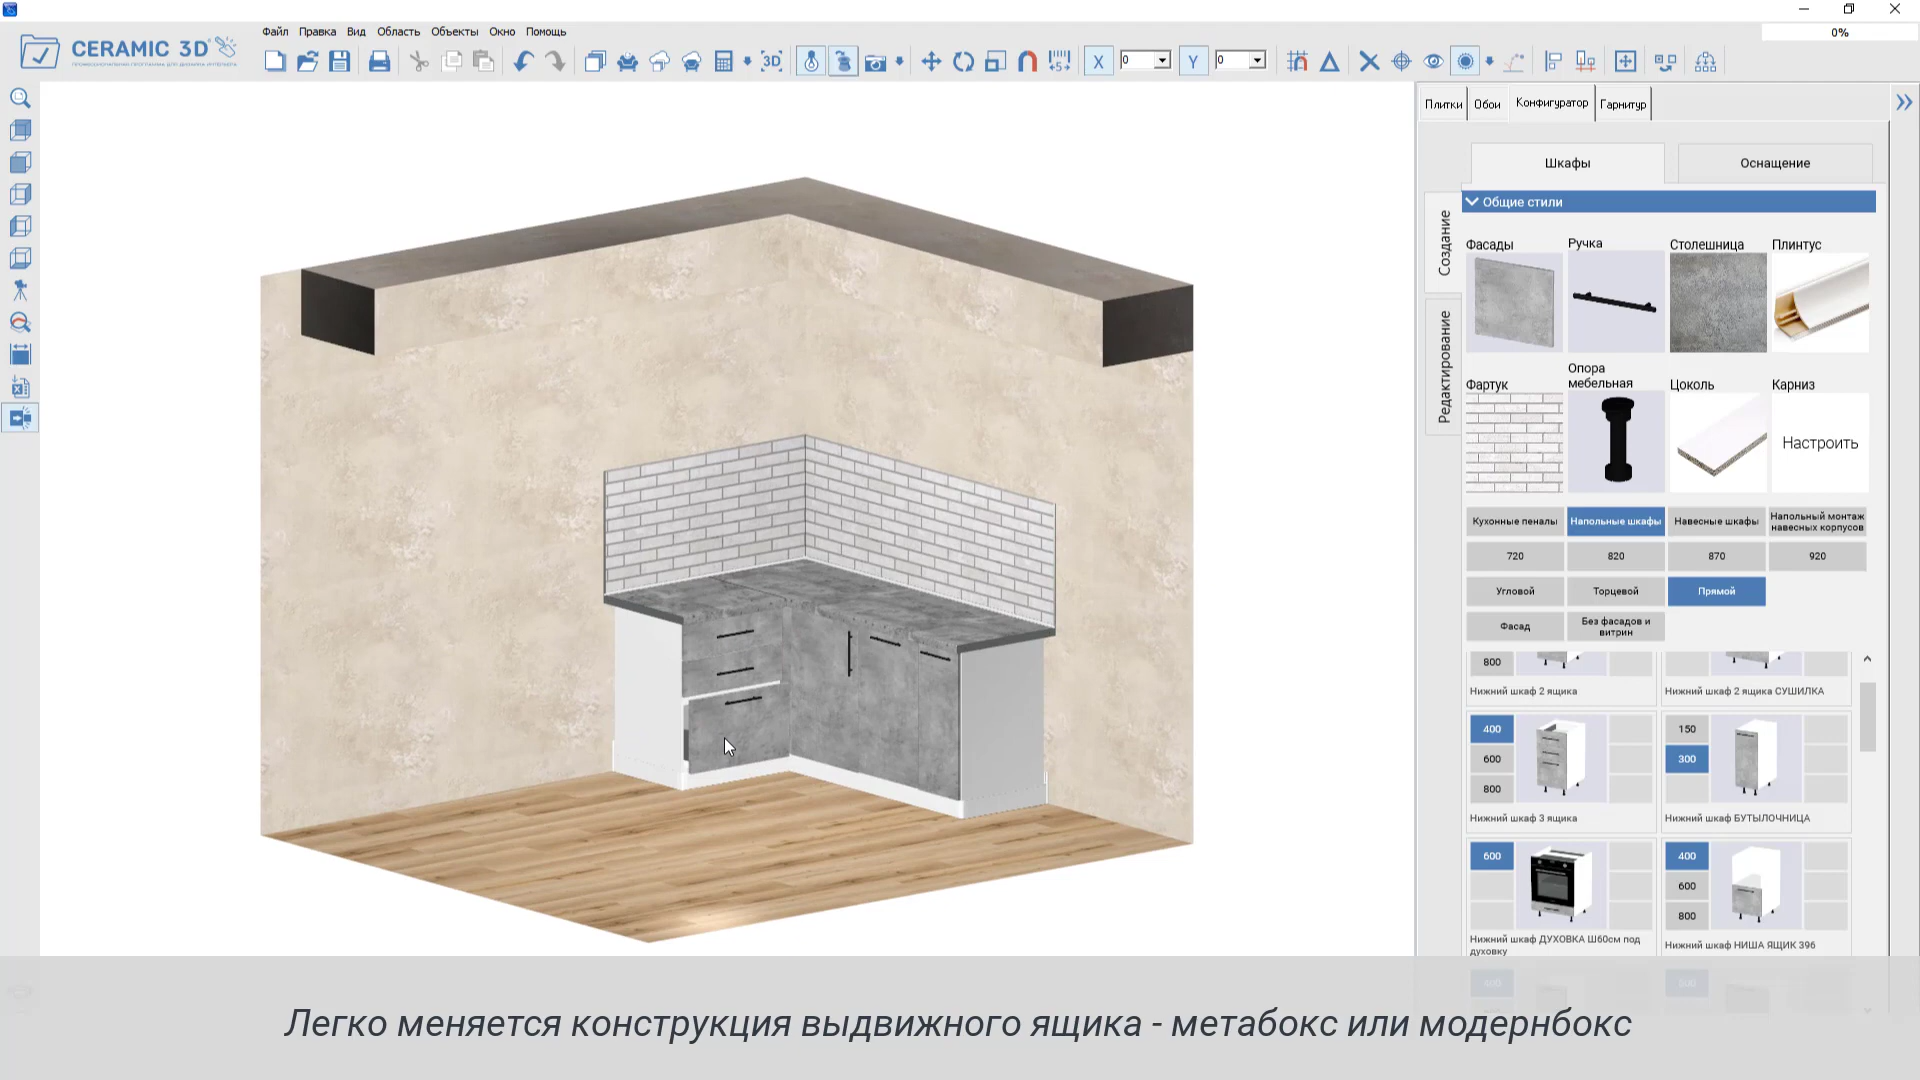 0%
Файл Правка Вид Область Объекты Окно Помощь
CERAMIC 3D
3D
5
X 0 Y 0
Плитки Обои Конфигуратор Гарнитур
Шкафы Оснащение
Создание
Редактирование
Общие стили
Фасады Ручка Столешница Плинтус
Фартук Опора мебельная Цоколь Карниз
Настроить
Кухонные пеналы Напольные шкафы Навесные шкафы Напольный монтаж навесных корпусов
720 820 870 920
Угловой Торцевой Прямой
Фасад Без фасадов и витрин
800
Нижний шкаф 2 ящика Нижний шкаф 2 ящика СУШИЛКА
400 150
600 300
800
Нижний шкаф 3 ящика Нижний шкаф БУТЫЛОЧНИЦА
600 400
600
800
Нижний шкаф ДУХОВКА Ш60см под духовку Нижний шкаф НИША ЯЩИК 396
Легко меняется конструкция выдвижного ящика - метабокс или модернбокс